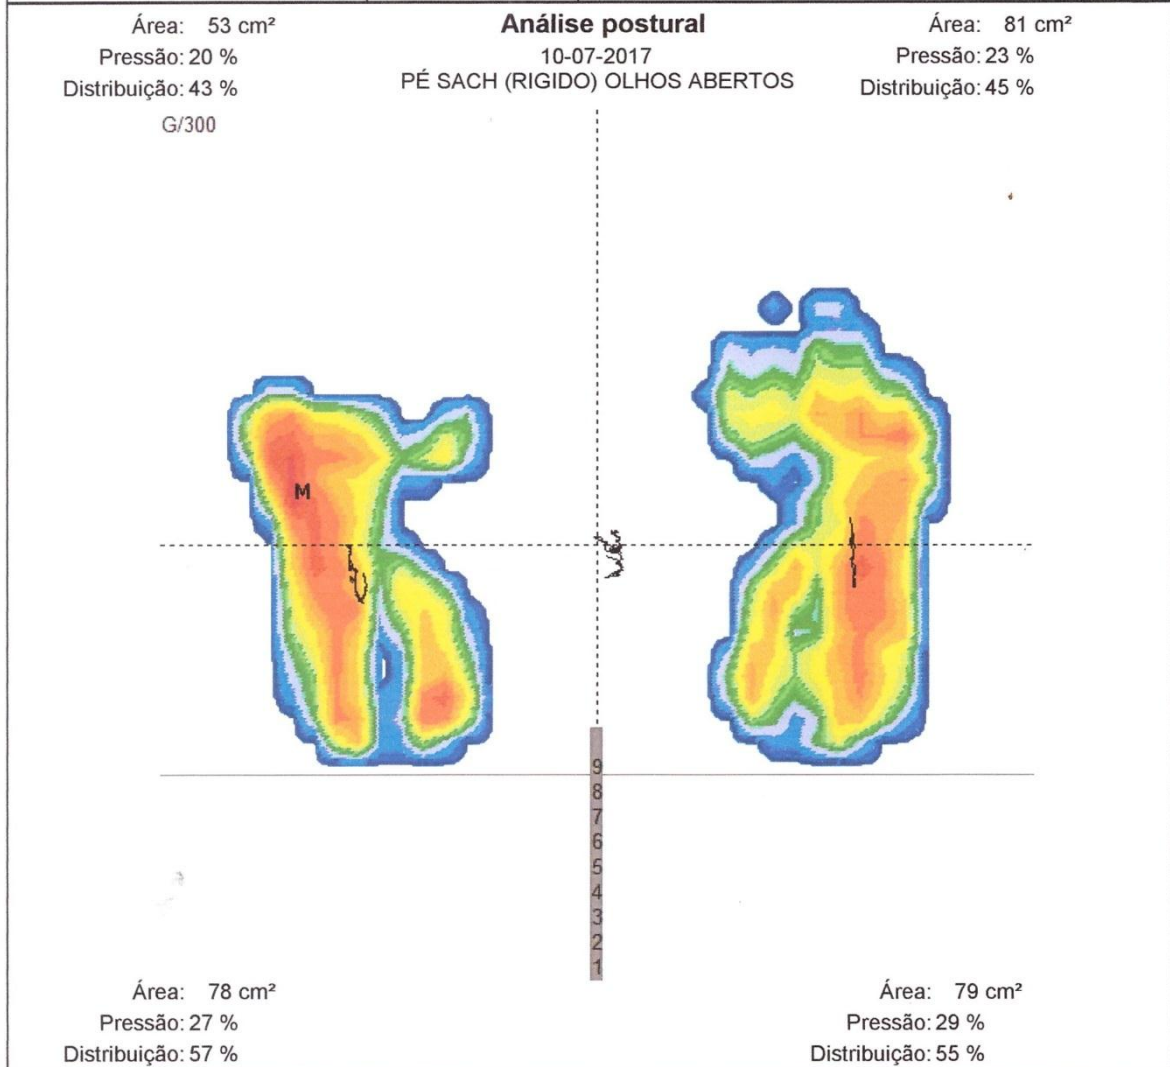 Análise postural
10-07-2017
PÉ SACH (RIGIDO) OLHOS ABERTOS
Área: 53 cm²
Pressão: 20 %
Distribuição: 43 %
G/300
Área: 81 cm²
Pressão: 23 %
Distribuição: 45 %
M
9
8
7
6
5
4
3
2
1
Área: 78 cm²
Pressão: 27 %
Distribuição: 57 %
Área: 79 cm²
Pressão: 29 %
Distribuição: 55 %